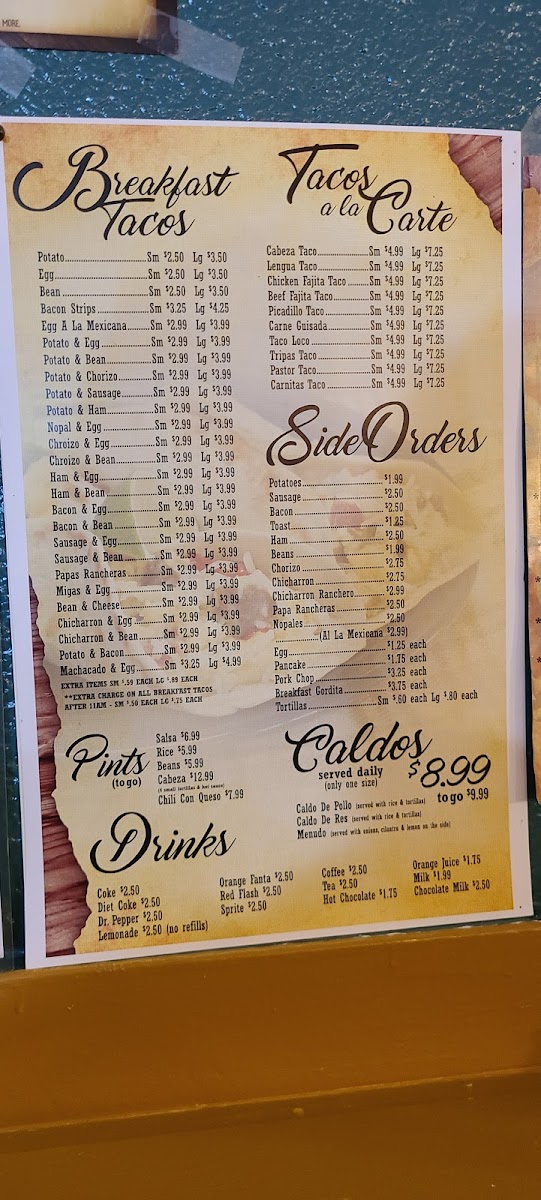 MORE.
Breakfast
Tacos
Potato Sm $2.50 Lg $3.50
Egg Sm $2.50 Lg $3.50
Bean Sm $2.50 Lg $3.50
Bacon Strips Sm $3.25 Lg $4.25
Egg A La Mexicana Sm $2.99 Lg $3.99
Potato & Egg Sm $2.99 Lg $3.99
Potato & Bean Sm $2.99 Lg $3.99
Potato & Chorizo Sm $2.99 Lg $3.99
Potato & Sausage Sm $2.99 Lg $3.99
Potato & Ham Sm $2.99 Lg $3.99
Nopal & Egg Sm $2.99 Lg $3.99
Chroizo & Egg Sm $2.99 Lg $3.99
Chroizo & Bean Sm $2.99 Lg $3.99
Ham & Egg Sm $2.99 Lg $3.99
Ham & Bean Sm $2.99 Lg $3.99
Bacon & Egg Sm $2.99 Lg $3.99
Bacon & Bean Sm $2.99 Lg $3.99
Sausage & Egg Sm $2.99 Lg $3.99
Sausage & Bean Sm $2.99 Lg $3.99
Papas Rancheras Sm $2.99 Lg $3.99
Migas & Egg Sm $2.99 Lg $3.99
Bean & Cheese Sm $2.99 Lg $3.99
Chicharron & Egg Sm $2.99 Lg $3.99
Chicharron & Bean Sm $2.99 Lg $3.99
Potato & Bacon Sm $2.99 Lg $3.99
Machacado & Egg Sm $3.25 Lg $4.99
EXTRA ITEMS SM $.59 EACH LG $.89 EACH
**EXTRA CHARGE ON ALL BREAKFAST TACOS
AFTER 11AM - SM $.50 EACH LG $.75 EACH
Tacos
a la Carte
Cabeza Taco Sm $4.99 Lg $7.25
Lengua Taco Sm $4.99 Lg $7.25
Chicken Fajita Taco Sm $4.99 Lg $7.25
Beef Fajita Taco Sm $4.99 Lg $7.25
Picadillo Taco Sm $4.99 Lg $7.25
Carne Guisada Sm $4.99 Lg $7.25
Taco Loco Sm $4.99 Lg $7.25
Tripas Taco Sm $4.99 Lg $7.25
Pastor Taco Sm $4.99 Lg $7.25
Carnitas Taco Sm $4.99 Lg $7.25
Side Orders
Potatoes $1.99
Sausage $2.50
Bacon $2.50
Toast $1.25
Ham $2.50
Beans $1.99
Chorizo $2.75
Chicharron $2.75
Chicharron Ranchero $2.99
Papa Rancheras $2.50
Nopales $2.50
(Al La Mexicana $2.99)
Egg $1.25 each
Pancake $1.75 each
Pork Chop $3.25 each
Breakfast Gordita $3.75 each
Tortillas Sm $.60 each Lg $.80 each
Pints
(to go)
Salsa $6.99
Rice $5.99
Beans $5.99
Cabeza $12.99
Chili Con Queso $7.99
Caldos
served daily
(only one size)
$8.99
to go $9.99
Caldo De Pollo (served with rice & tortillas)
Caldo De Res (served with rice & tortillas)
Menudo (served with onions, cilantro & lemon on the side)
Drinks
Coke $2.50
Diet Coke $2.50
Dr. Pepper $2.50
Lemonade $2.50 (no refills)
Orange Fanta $2.50
Red Flash $2.50
Sprite $2.50
Coffee $2.50
Tea $2.50
Hot Chocolate $1.75
Orange Juice $1.75
Milk $1.99
Chocolate Milk $2.50